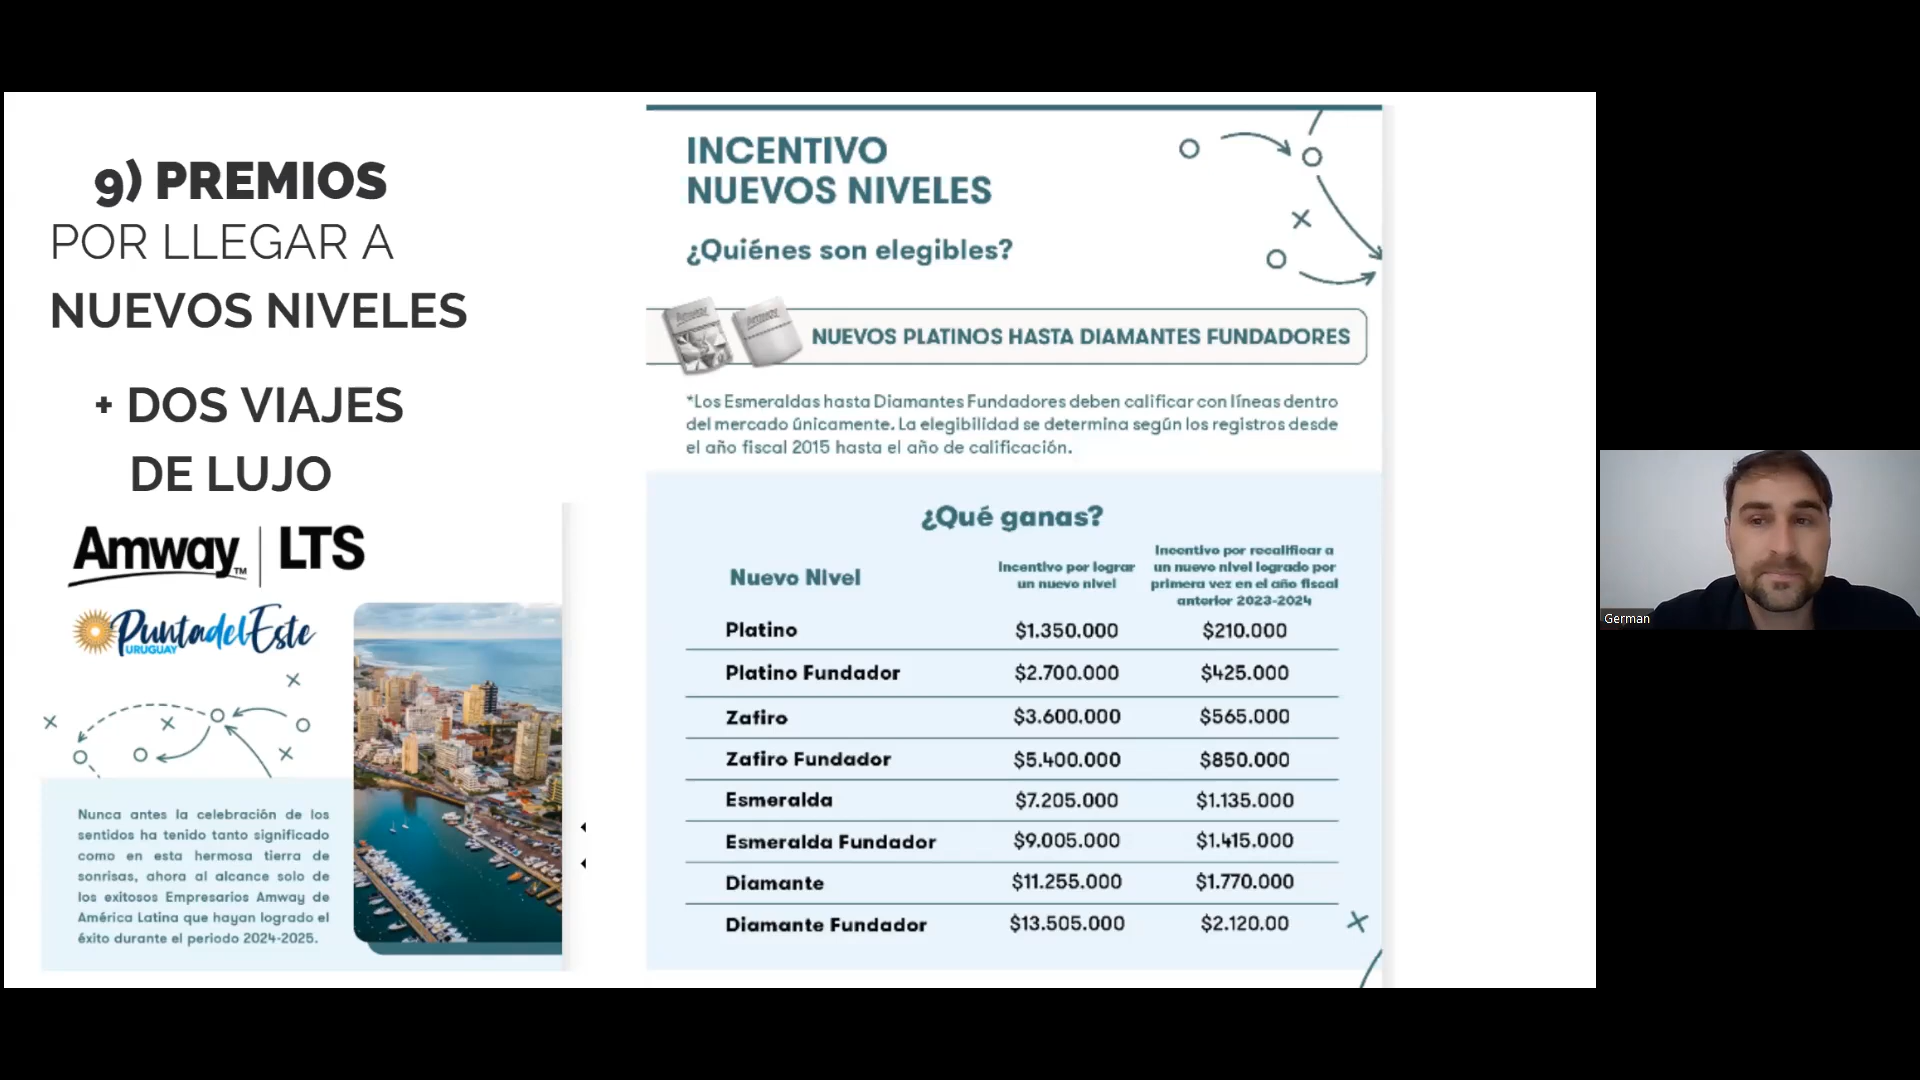 9) PREMIOS
POR LLEGAR A
NUEVOS NIVELES
+ DOS VIAJES
DE LUJO
Amway™ | LTS
Punta del Este
URUGUAY
Nunca antes la celebración de los
sentidos ha tenido tanto significado
como en esta hermosa tierra de
sonrisas, ahora al alcance solo de
los exitosos Empresarios Amway de
América Latina que hayan logrado el
éxito durante el periodo 2024-2025.
INCENTIVO
NUEVOS NIVELES
¿Quiénes son elegibles?
Amway
Amway
NUEVOS PLATINOS HASTA DIAMANTES FUNDADORES
*Los Esmeraldas hasta Diamantes Fundadores deben calificar con líneas dentro
del mercado únicamente. La elegibilidad se determina según los registros desde
el año fiscal 2015 hasta el año de calificación.
¿Qué ganas?
Nuevo Nivel
Incentivo por lograr
un nuevo nivel
Incentivo por recalificar a
un nuevo nivel logrado por
primera vez en el año fiscal
anterior 2023-2024
Platino $1.350.000 $210.000
Platino Fundador $2.700.000 $425.000
Zafiro $3.600.000 $565.000
Zafiro Fundador $5.400.000 $850.000
Esmeralda $7.205.000 $1.135.000
Esmeralda Fundador $9.005.000 $1.415.000
Diamante $11.255.000 $1.770.000
Diamante Fundador $13.505.000 $2.120.00
German